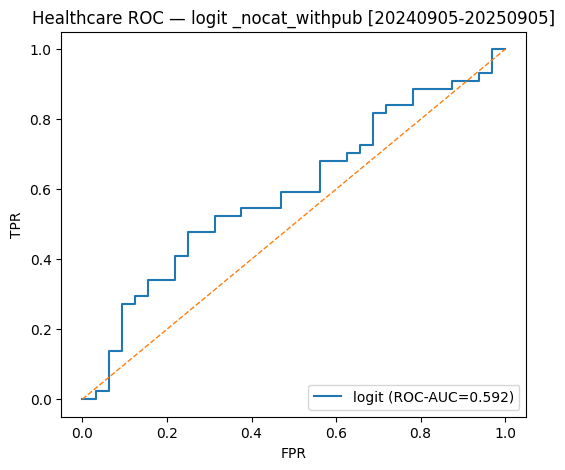 Healthcare ROC — logit _nocat_withpub [20240905-20250905]
1.0
0.8
0.6
0.4
0.2
0.0
TPR
0.0 0.2 0.4 0.6 0.8 1.0
FPR
logit (ROC-AUC=0.592)